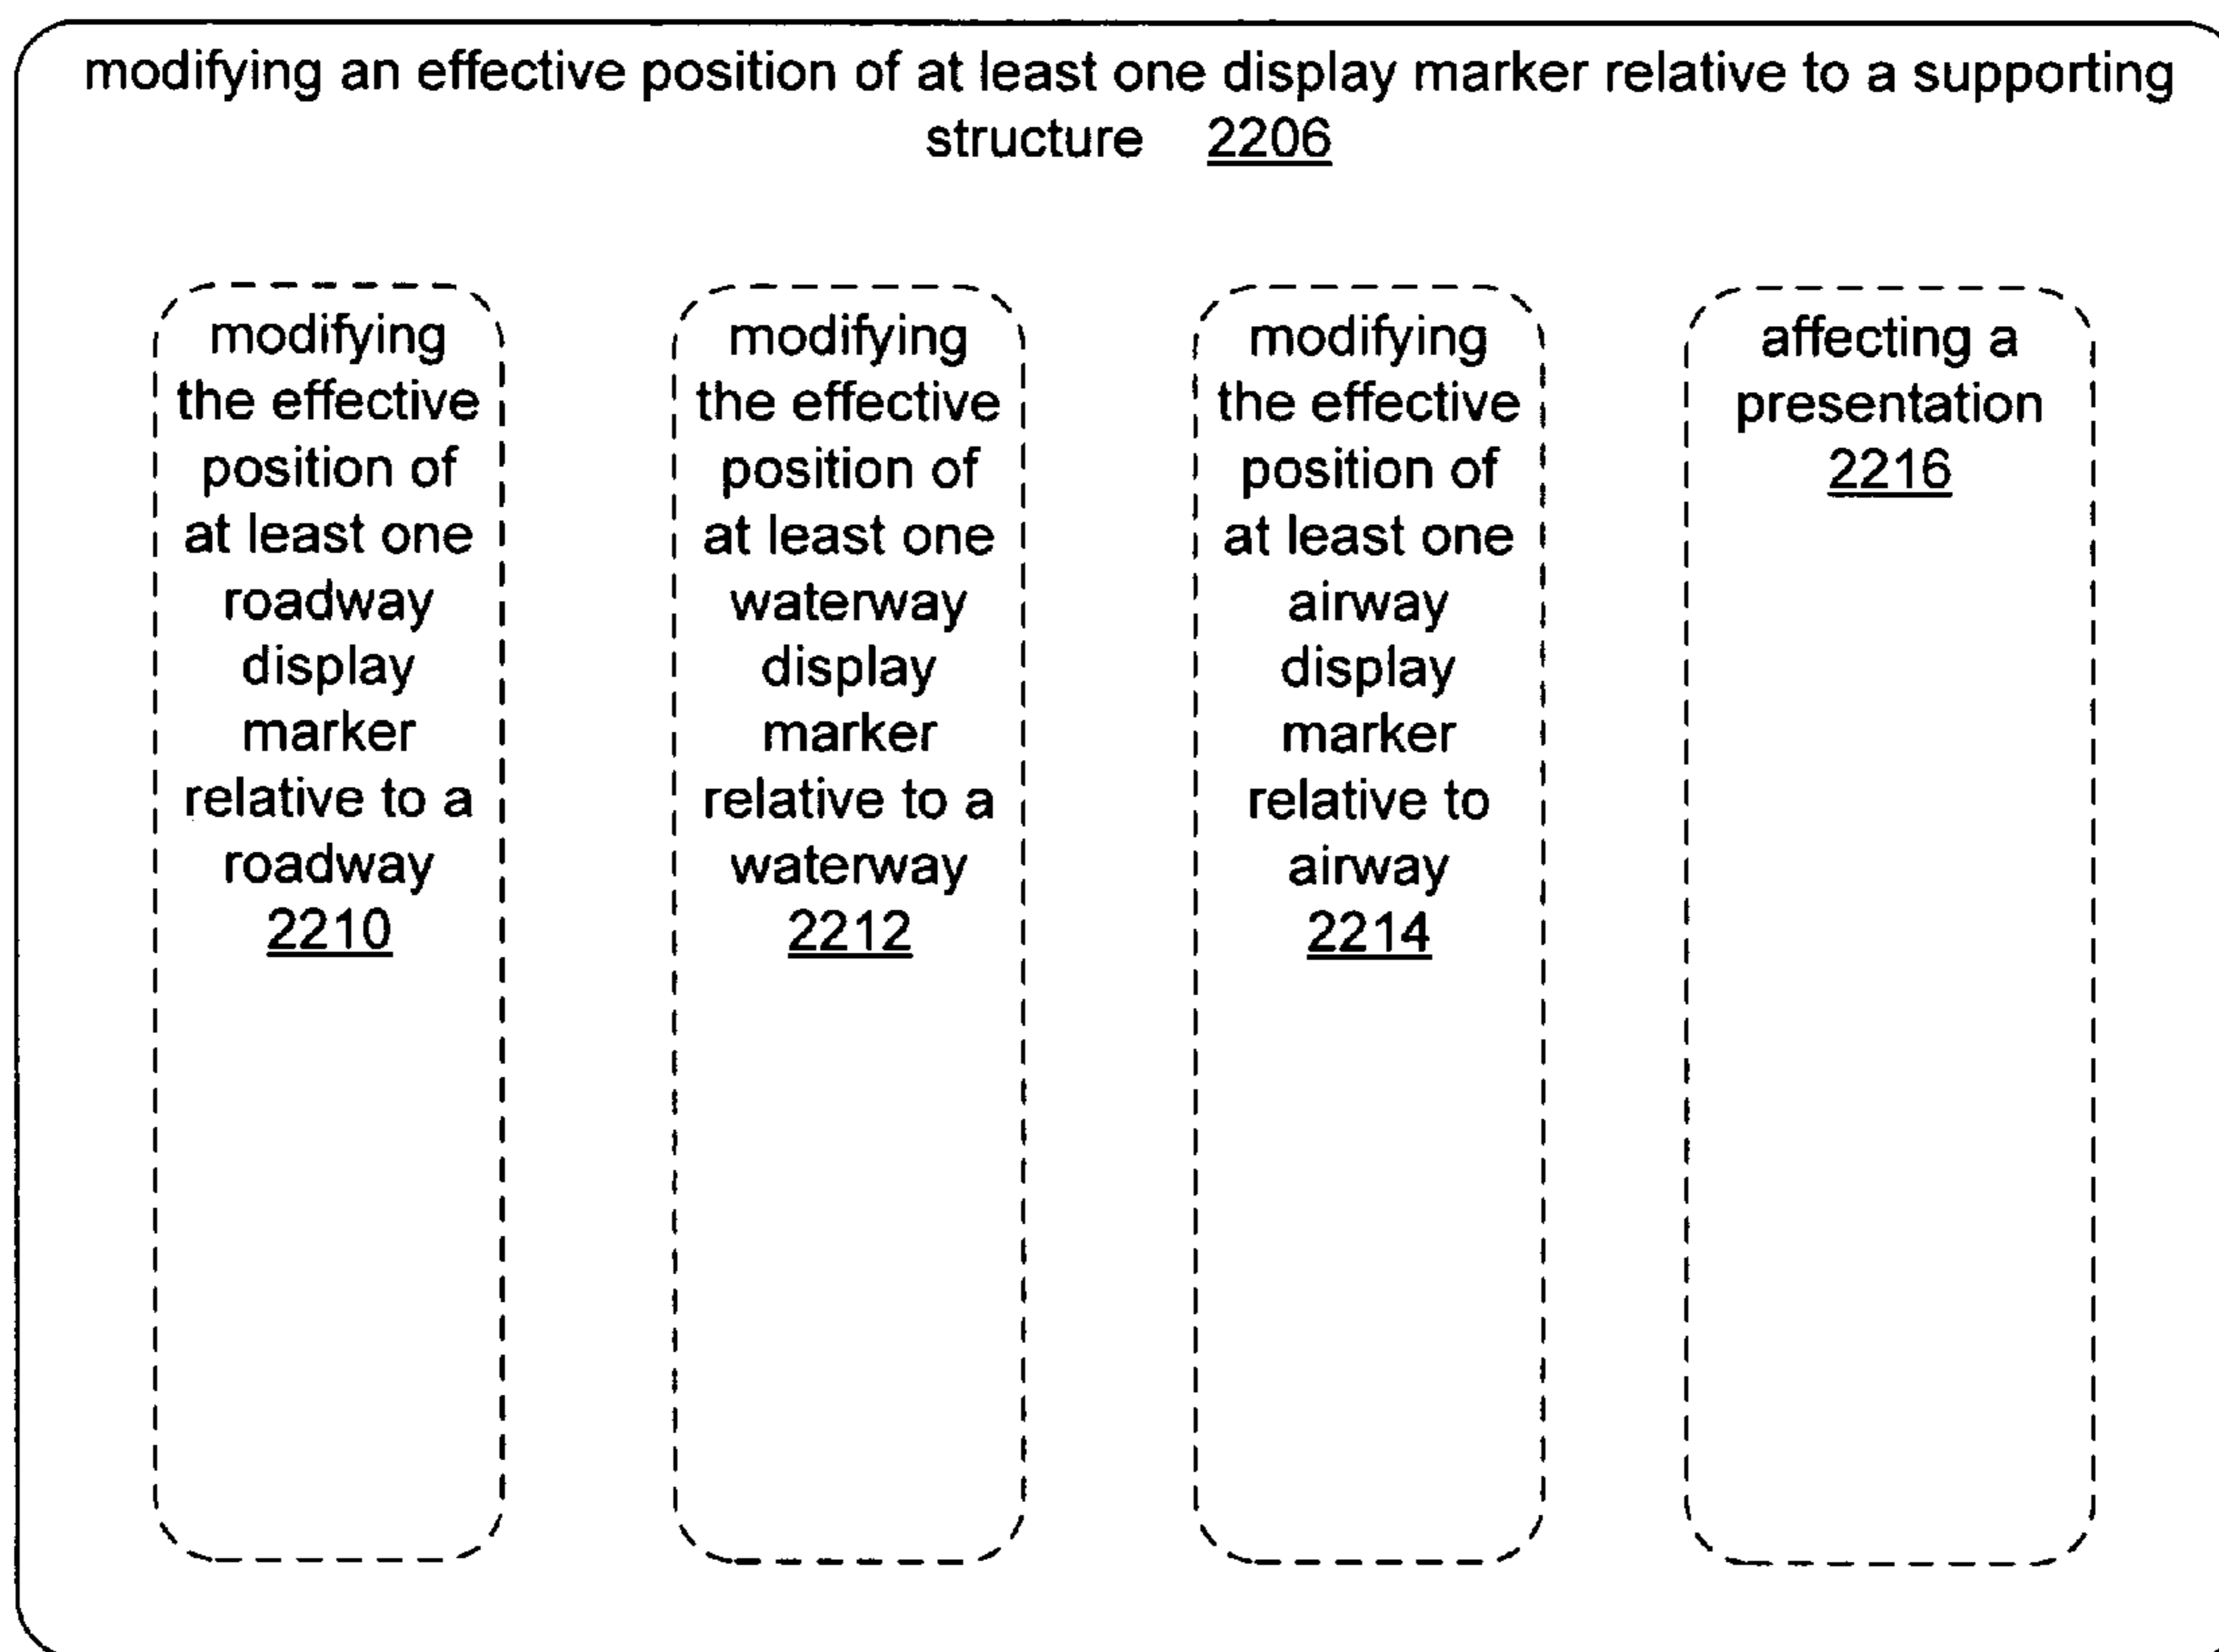 modifying an effective position of at least one display marker relative to a supporting
structure 2206
modifying
the effective
position of
at least one
roadway
display
marker
relative to a
roadway
2210
modifying
the effective
position of
at least one
waterway
display
marker
relative to a
waterway
2212
modifying
the effective
position of
at least one
airway
display
marker
relative to
airway
2214
affecting a
presentation
2216